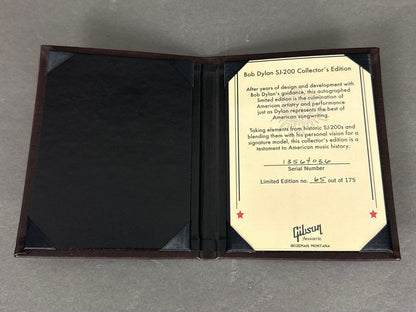 Bob Dylan SJ-200 Collector's Edition
After years of design and development with
Bob Dylan's guidance, this autographed
limited edition is the culmination of
American artistry and performance
just as Dylan represents the best of
American songwriting.
Taking elements from historic SJ-200s and
blending them with his personal vision for a
signature model, this collector's edition is a
testament to American music history.
13564036
Serial Number
Limited Edition no. 65 out of 175
Gibson
Acoustic
BOZEMAN, MONTANA